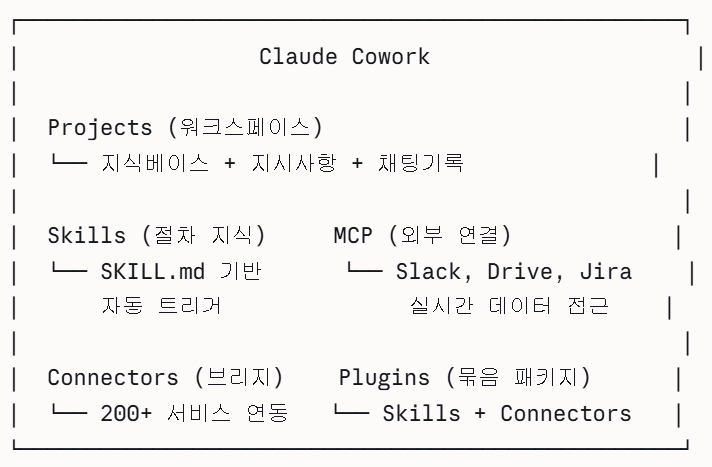 Claude Cowork
Projects (워크스페이스)
└── 지식베이스 + 지시사항 + 채팅기록
Skills (절차 지식)     MCP (외부 연결)
└── SKILL.md 기반     └── Slack, Drive, Jira
자동 트리거     실시간 데이터 접근
Connectors (브리지)     Plugins (묶음 패키지)
└── 200+ 서비스 연동     └── Skills + Connectors